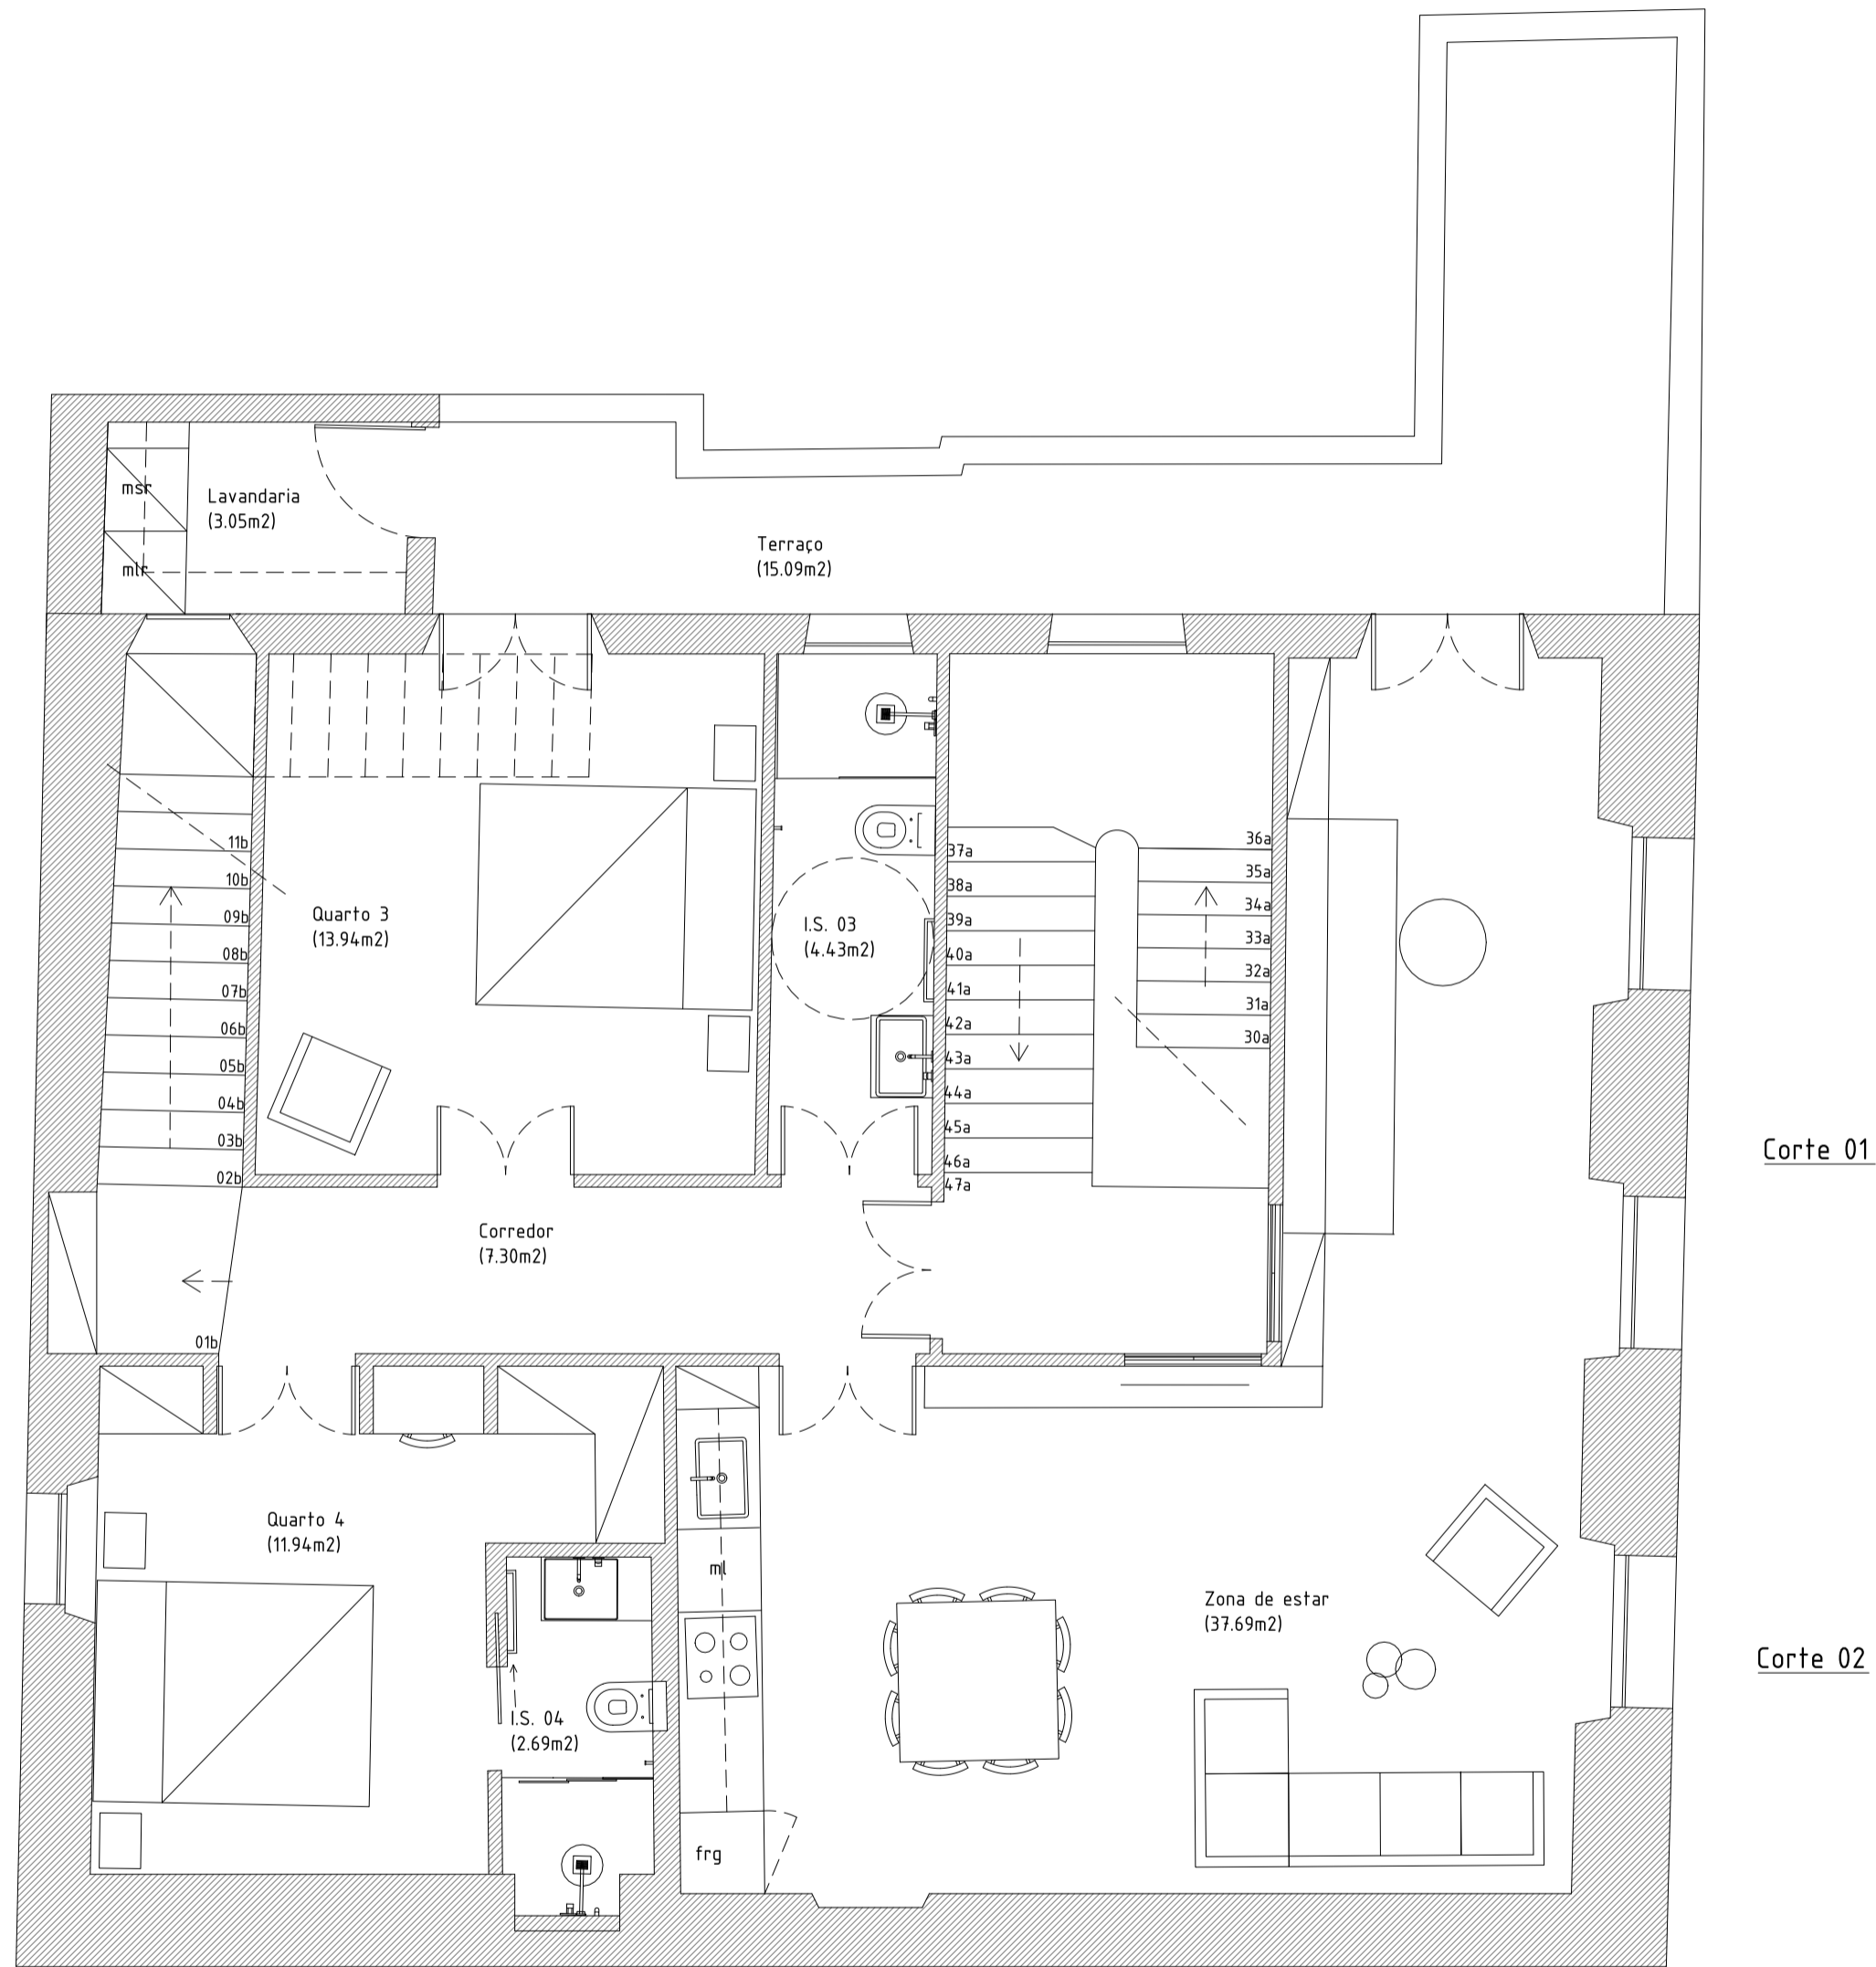 msr
Lavandaria
(3.05m2)
mlr
Terraço
(15.09m2)
11b
10b
09b
08b
07b
06b
05b
04b
03b
02b
01b
Quarto 3
(13.94m2)
I.S. 03
(4.43m2)
37a
38a
39a
40a
41a
42a
43a
44a
45a
46a
47a
36a
35a
34a
33a
32a
31a
30a
Corte 01
Corredor
(7.30m2)
Quarto 4
(11.94m2)
ml
Zona de estar
(37.69m2)
Corte 02
I.S. 04
(2.69m2)
frg